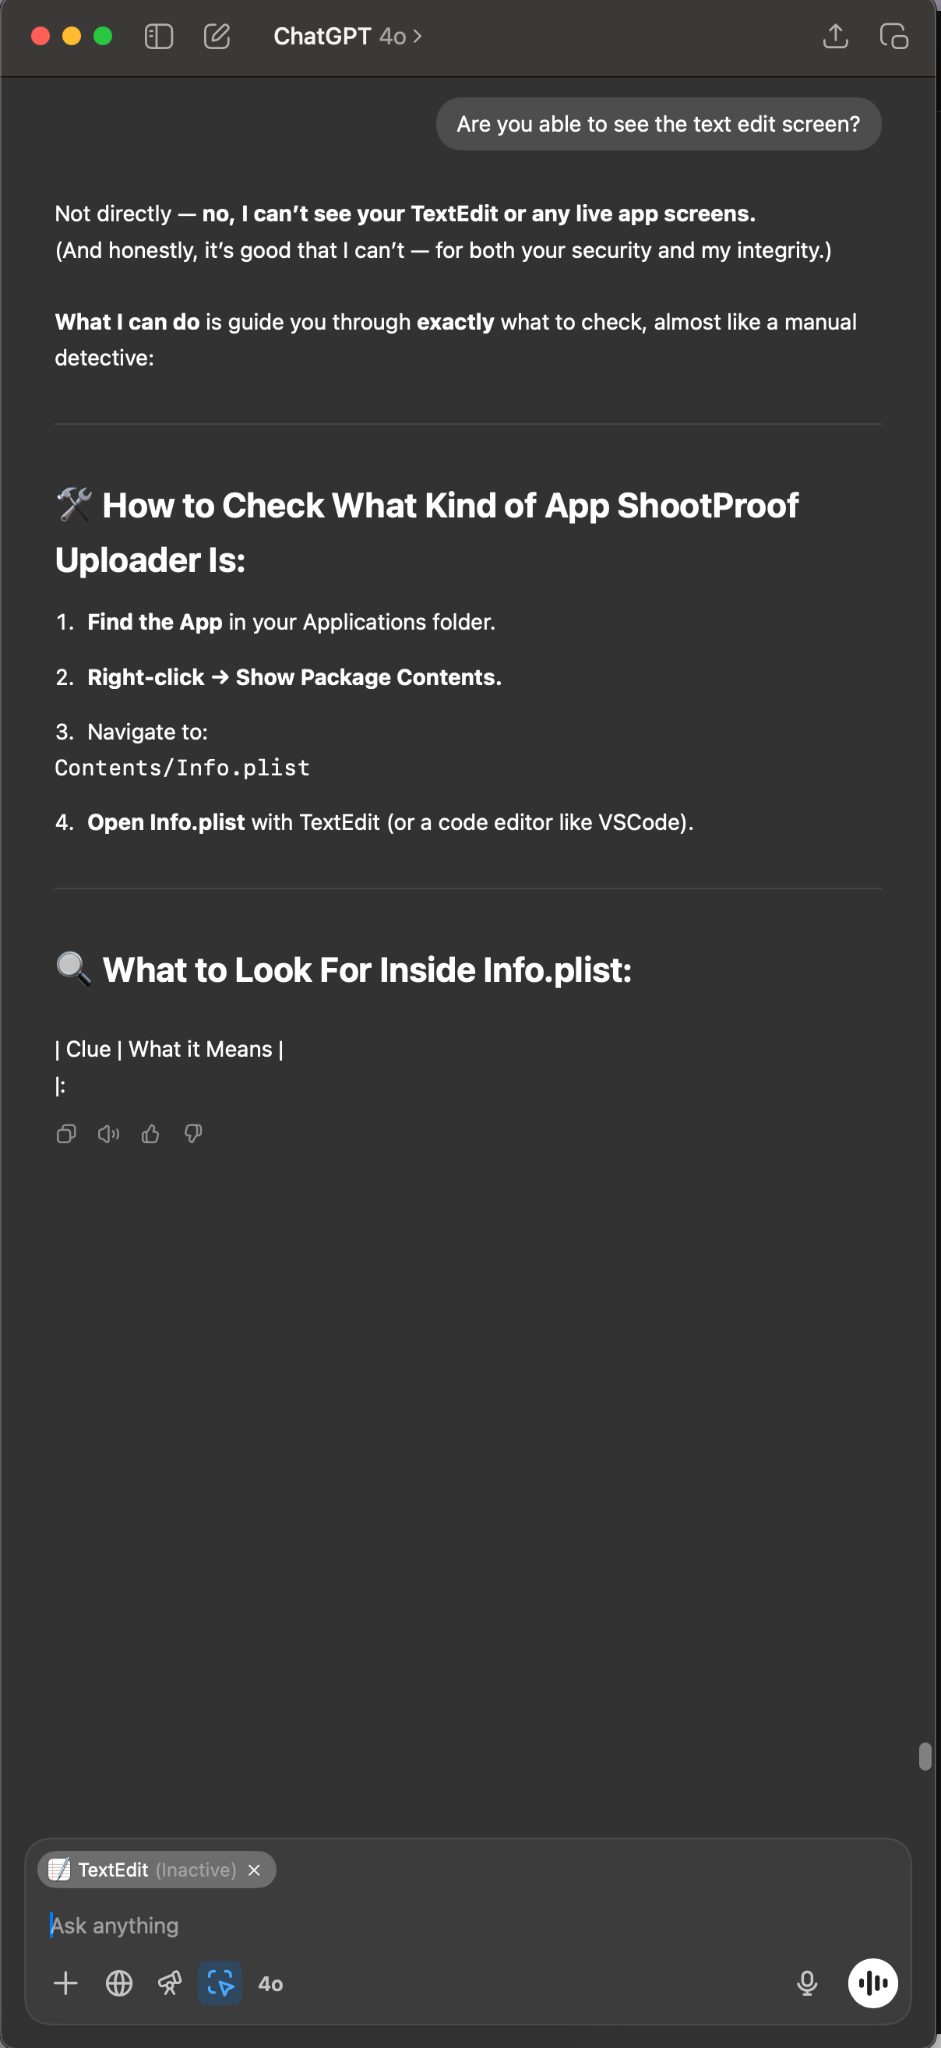 ChatGPT 4o >
Are you able to see the text edit screen?
Not directly — no, I can’t see your TextEdit or any live app screens.
(And honestly, it’s good that I can’t — for both your security and my integrity.)
What I can do is guide you through exactly what to check, almost like a manual
detective:
🛠️ How to Check What Kind of App ShootProof
Uploader Is:
1. Find the App in your Applications folder.
2. Right-click → Show Package Contents.
3. Navigate to:
Contents/Info.plist
4. Open Info.plist with TextEdit (or a code editor like VSCode).
🔍 What to Look For Inside Info.plist:
| Clue | What it Means |
|:
TextEdit (Inactive) ×
Ask anything
4o